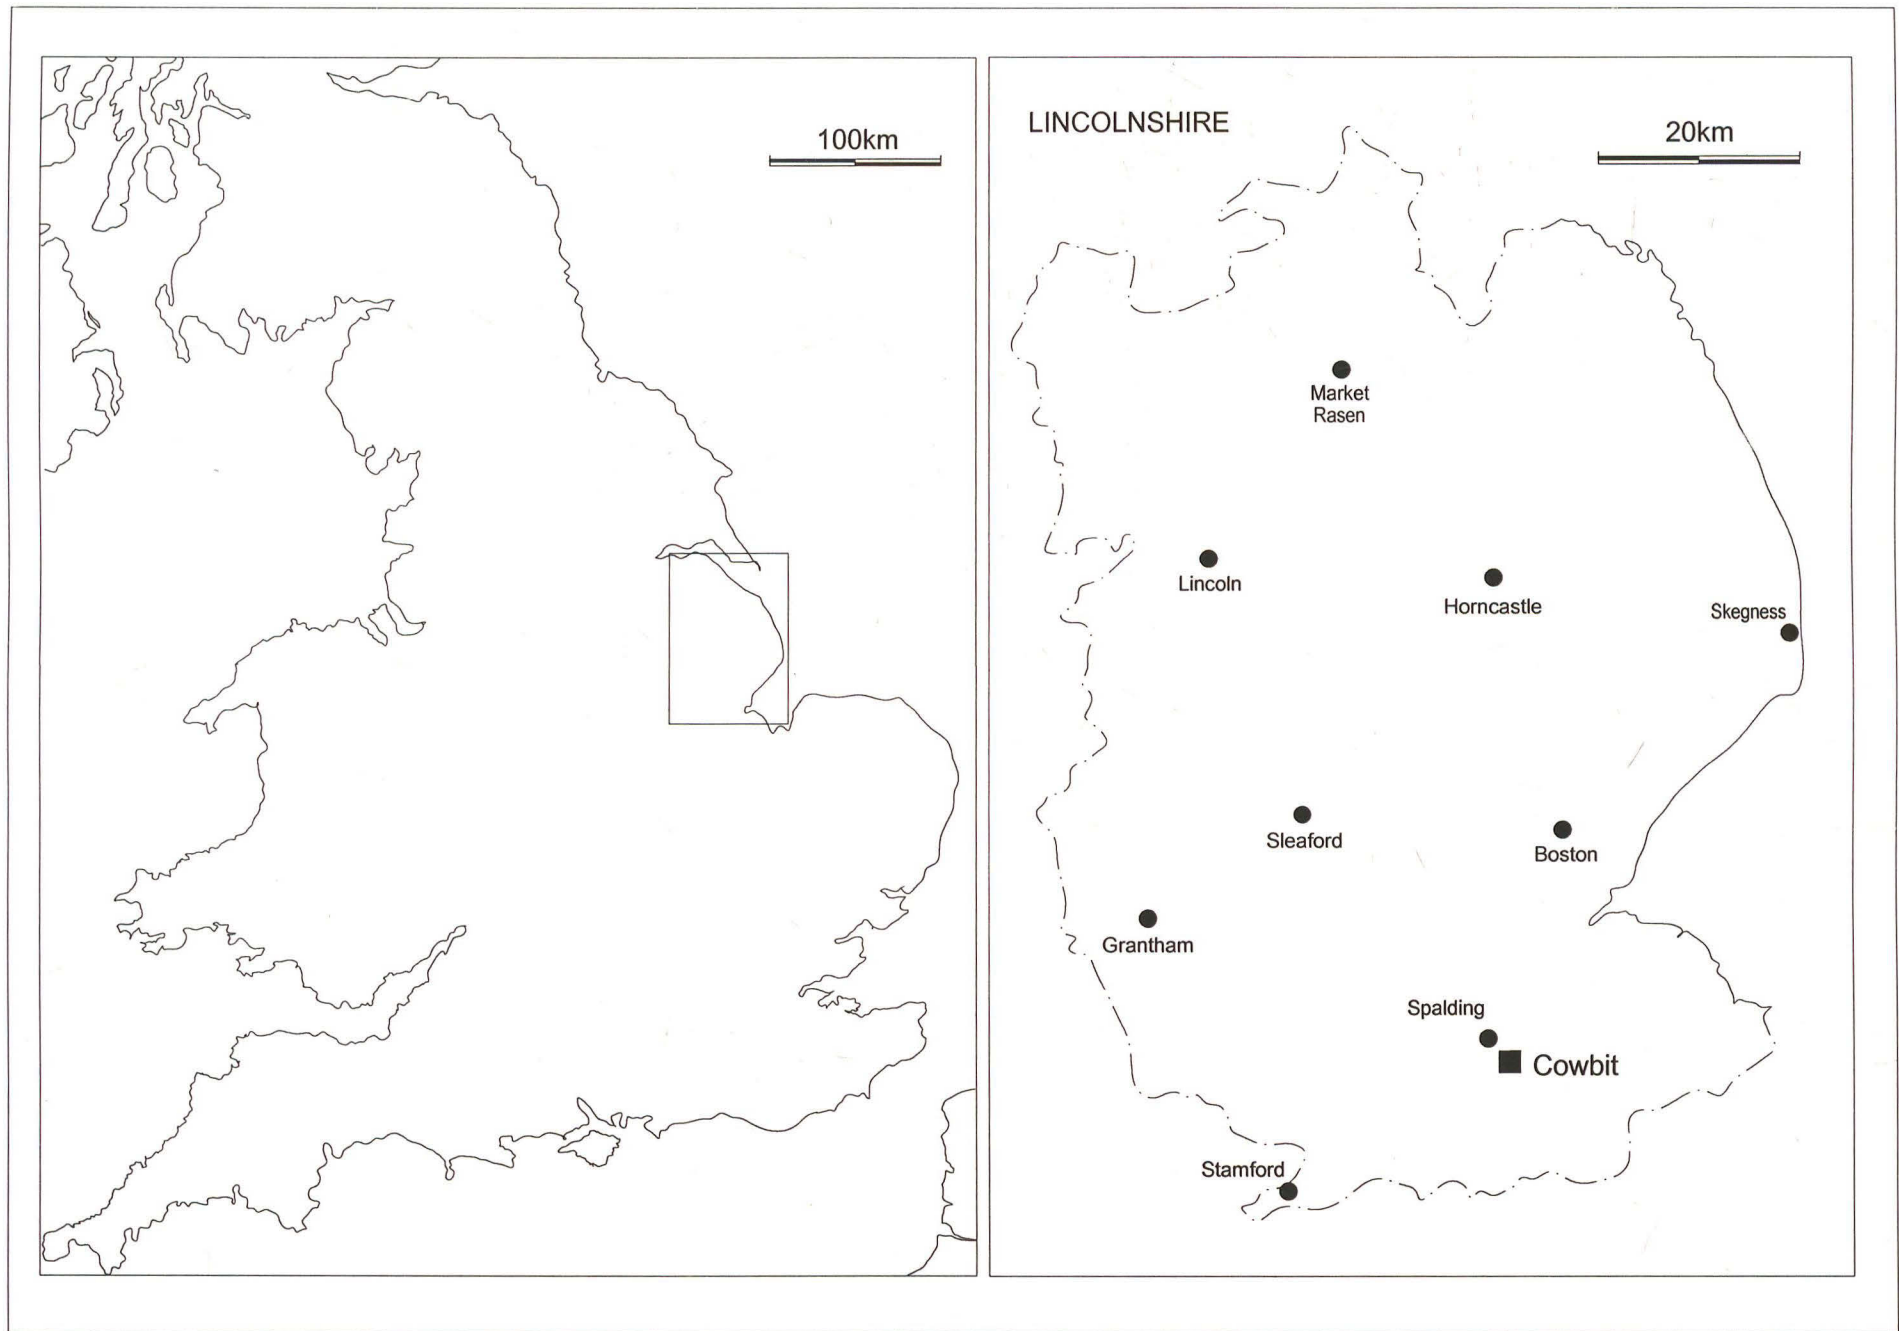 100km
LINCOLNSHIRE
20km
Market
Rasen
Lincoln
Horncastle
Skegness
Sleaford
Boston
Grantham
Spalding
Cowbit
Stamford